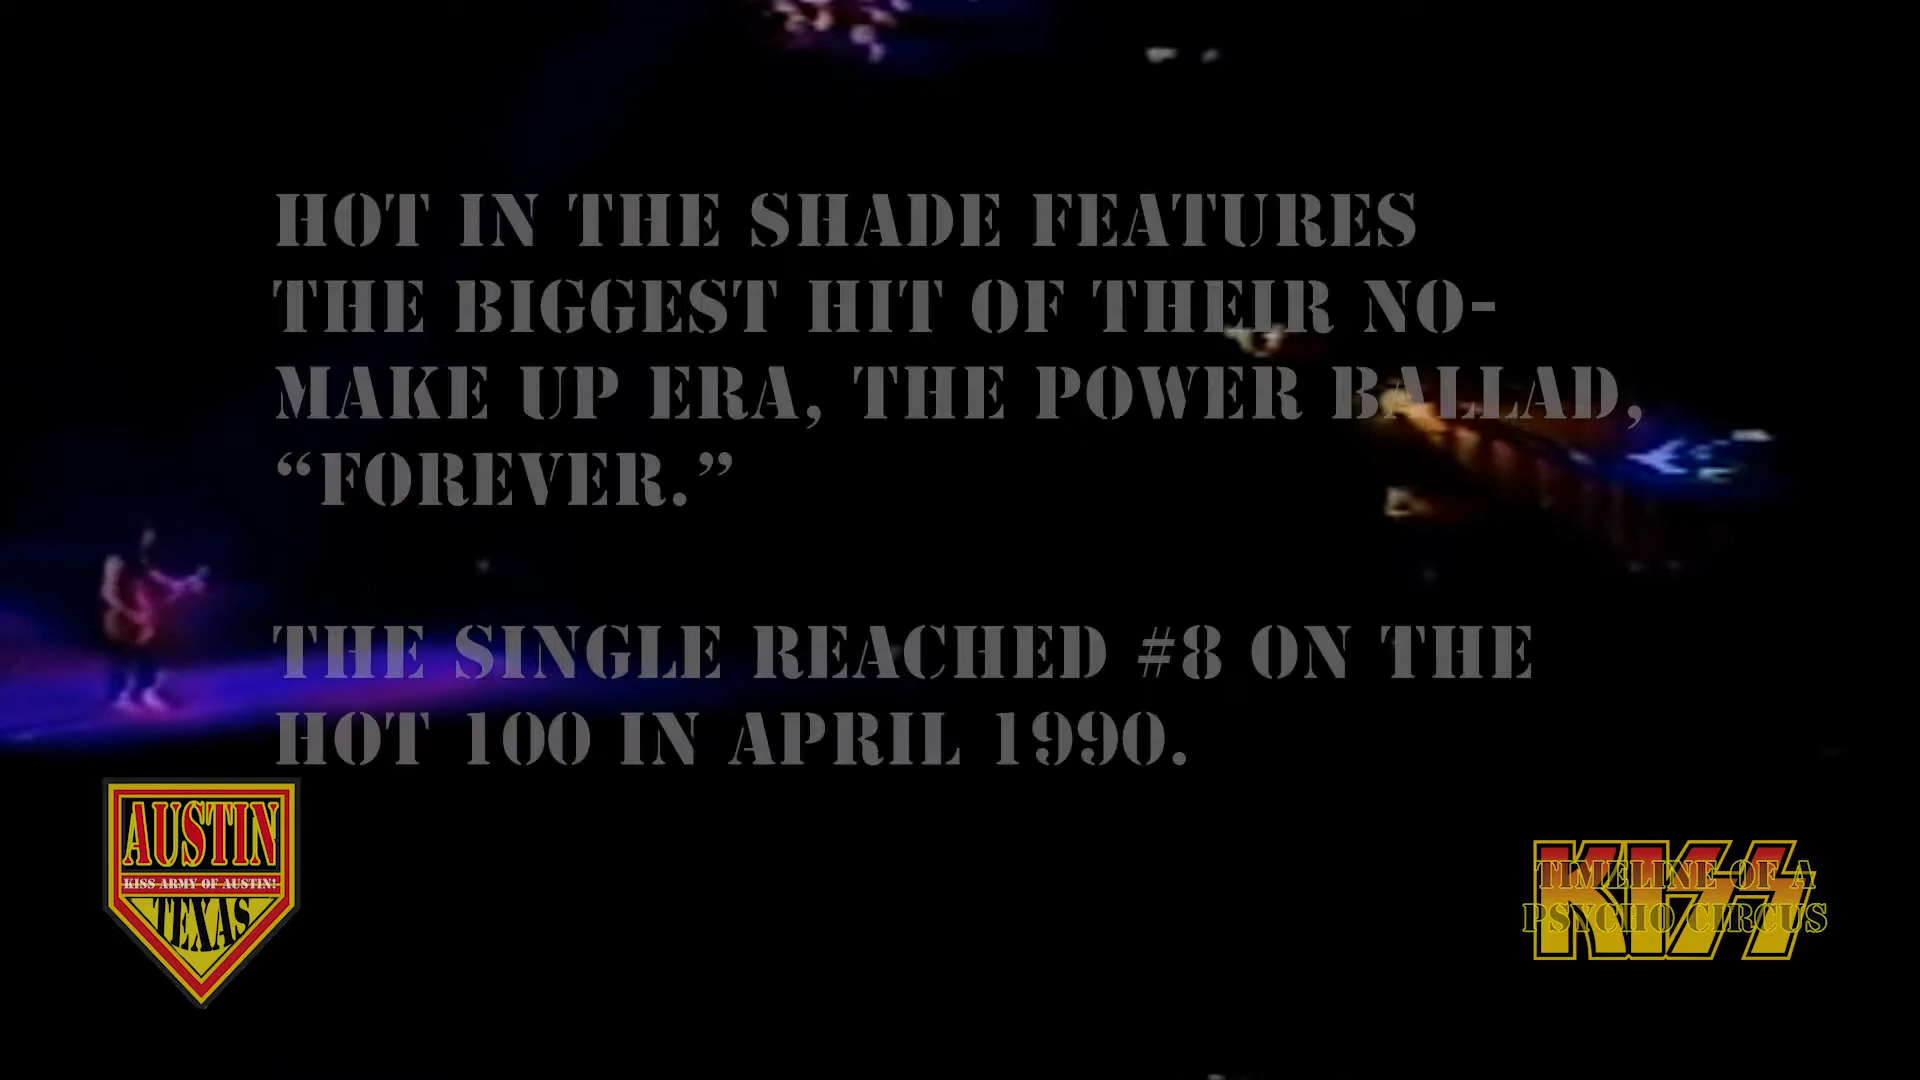 HOT IN THE SHADE FEATURES
THE BIGGEST HIT OF THEIR NO-
MAKE UP ERA, THE POWER BALLAD,
“FOREVER.”
THE SINGLE REACHED #8 ON THE
HOT 100 IN APRIL 1990.
AUSTIN
KISS ARMY OF AUSTIN!
TEXAS
KISS
TIMELINE OF A
PSYCHO CIRCUS